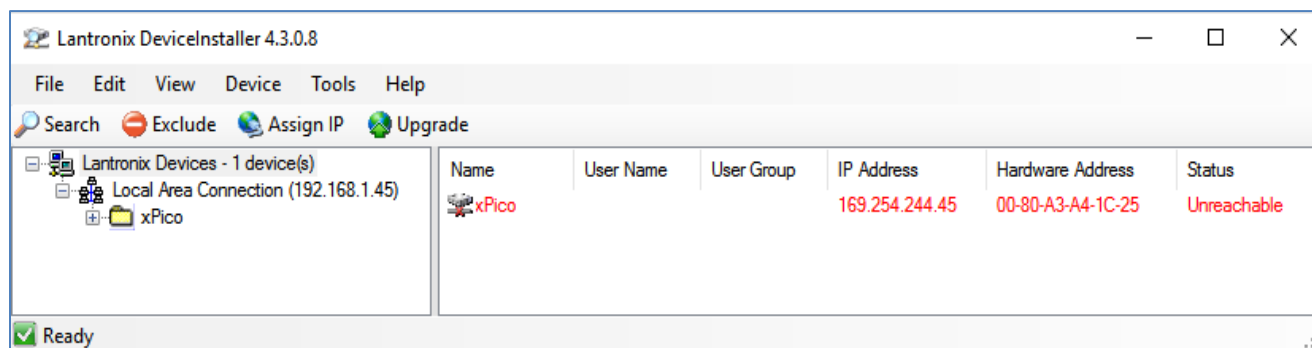 Lantronix DeviceInstaller 4.3.0.8
File Edit View Device Tools Help
Search Exclude Assign IP Upgrade
Lantronix Devices - 1 device(s)
Local Area Connection (192.168.1.45)
xPico
Name User Name User Group IP Address Hardware Address Status
xPico 169.254.244.45 00-80-A3-A4-1C-25 Unreachable
Ready